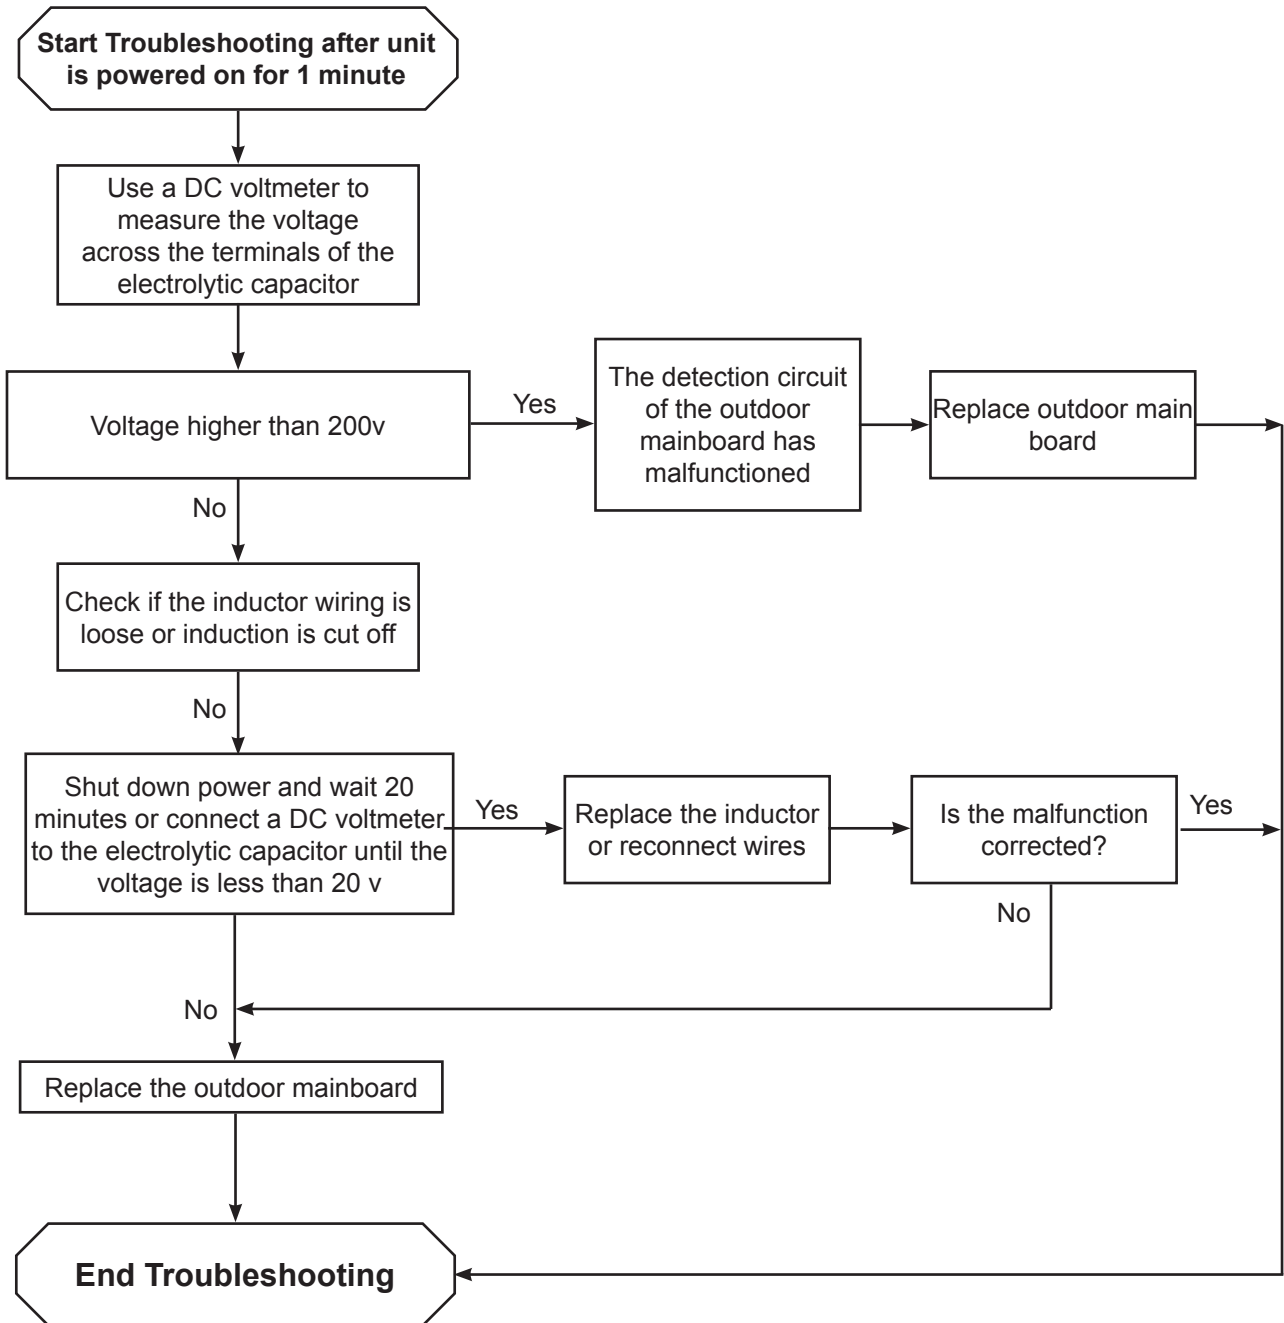 Start Troubleshooting after unit
is powered on for 1 minute
Use a DC voltmeter to
measure the voltage
across the terminals of the
electrolytic capacitor
Voltage higher than 200v
Yes
The detection circuit
of the outdoor
mainboard has
malfunctioned
Replace outdoor main
board
No
Check if the inductor wiring is
loose or induction is cut off
No
Shut down power and wait 20
minutes or connect a DC voltmeter
to the electrolytic capacitor until the
voltage is less than 20 v
Yes
Replace the inductor
or reconnect wires
Is the malfunction
corrected?
Yes
No
No
Replace the outdoor mainboard
End Troubleshooting